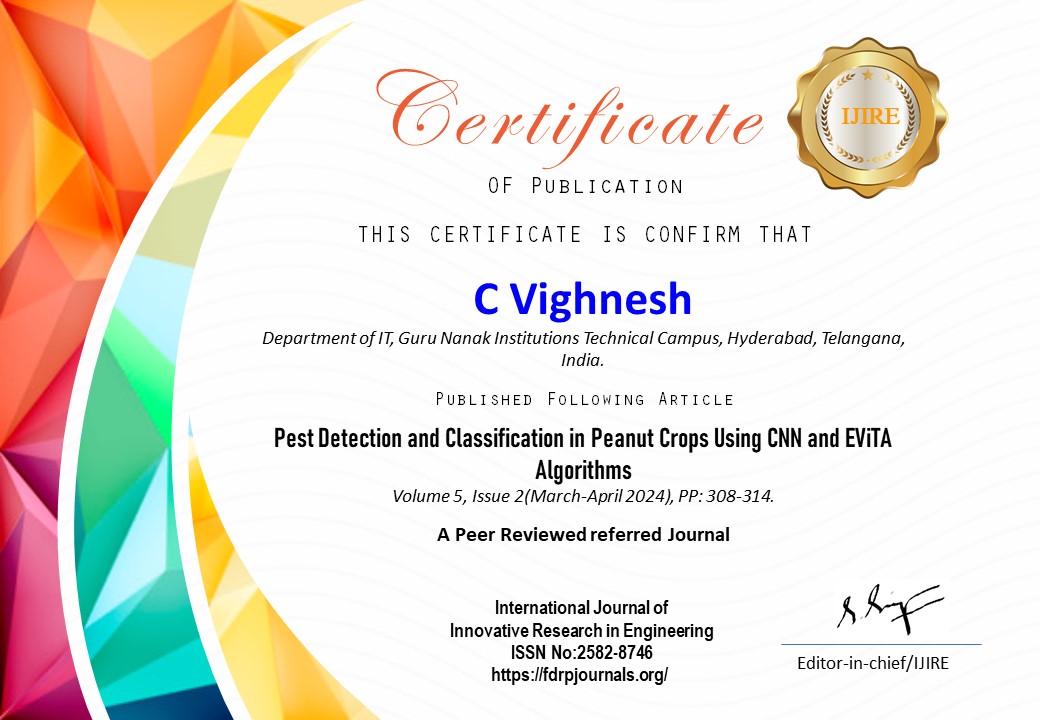 Certificate
IJIRE
OF PUBLICATION
THIS CERTIFICATE IS CONFIRM THAT
C Vighnesh
Department of IT, Guru Nanak Institutions Technical Campus, Hyderabad, Telangana,
India.
PUBLISHED FOLLOWING ARTICLE
Pest Detection and Classification in Peanut Crops Using CNN and EViTA
Algorithms
Volume 5, Issue 2(March-April 2024), PP: 308-314.
A Peer Reviewed referred Journal
International Journal of
Innovative Research in Engineering
ISSN No:2582-8746
https://fdrpjournals.org/
Editor-in-chief/IJIRE